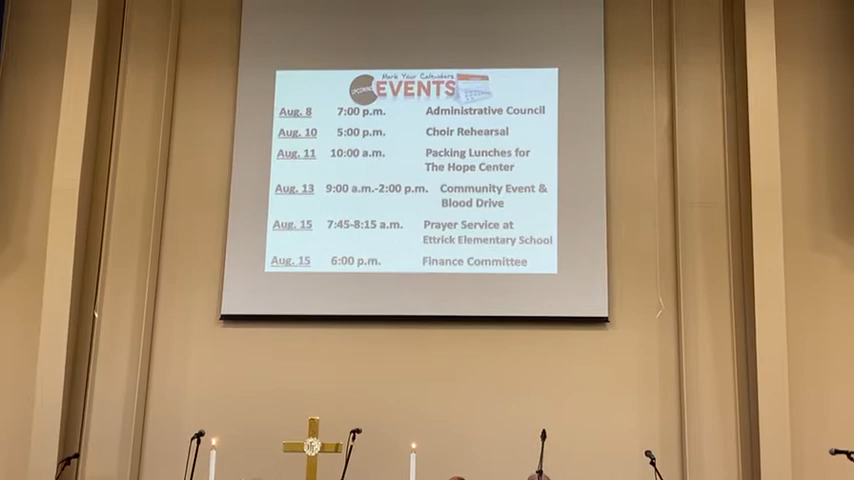 Mark Your Calendars
UPCOMING EVENTS
Aug. 8 7:00 p.m. Administrative Council
Aug. 10 5:00 p.m. Choir Rehearsal
Aug. 11 10:00 a.m. Packing Lunches for
The Hope Center
Aug. 13 9:00 a.m.-2:00 p.m. Community Event &
Blood Drive
Aug. 15 7:45-8:15 a.m. Prayer Service at
Ettrick Elementary School
Aug. 15 6:00 p.m. Finance Committee